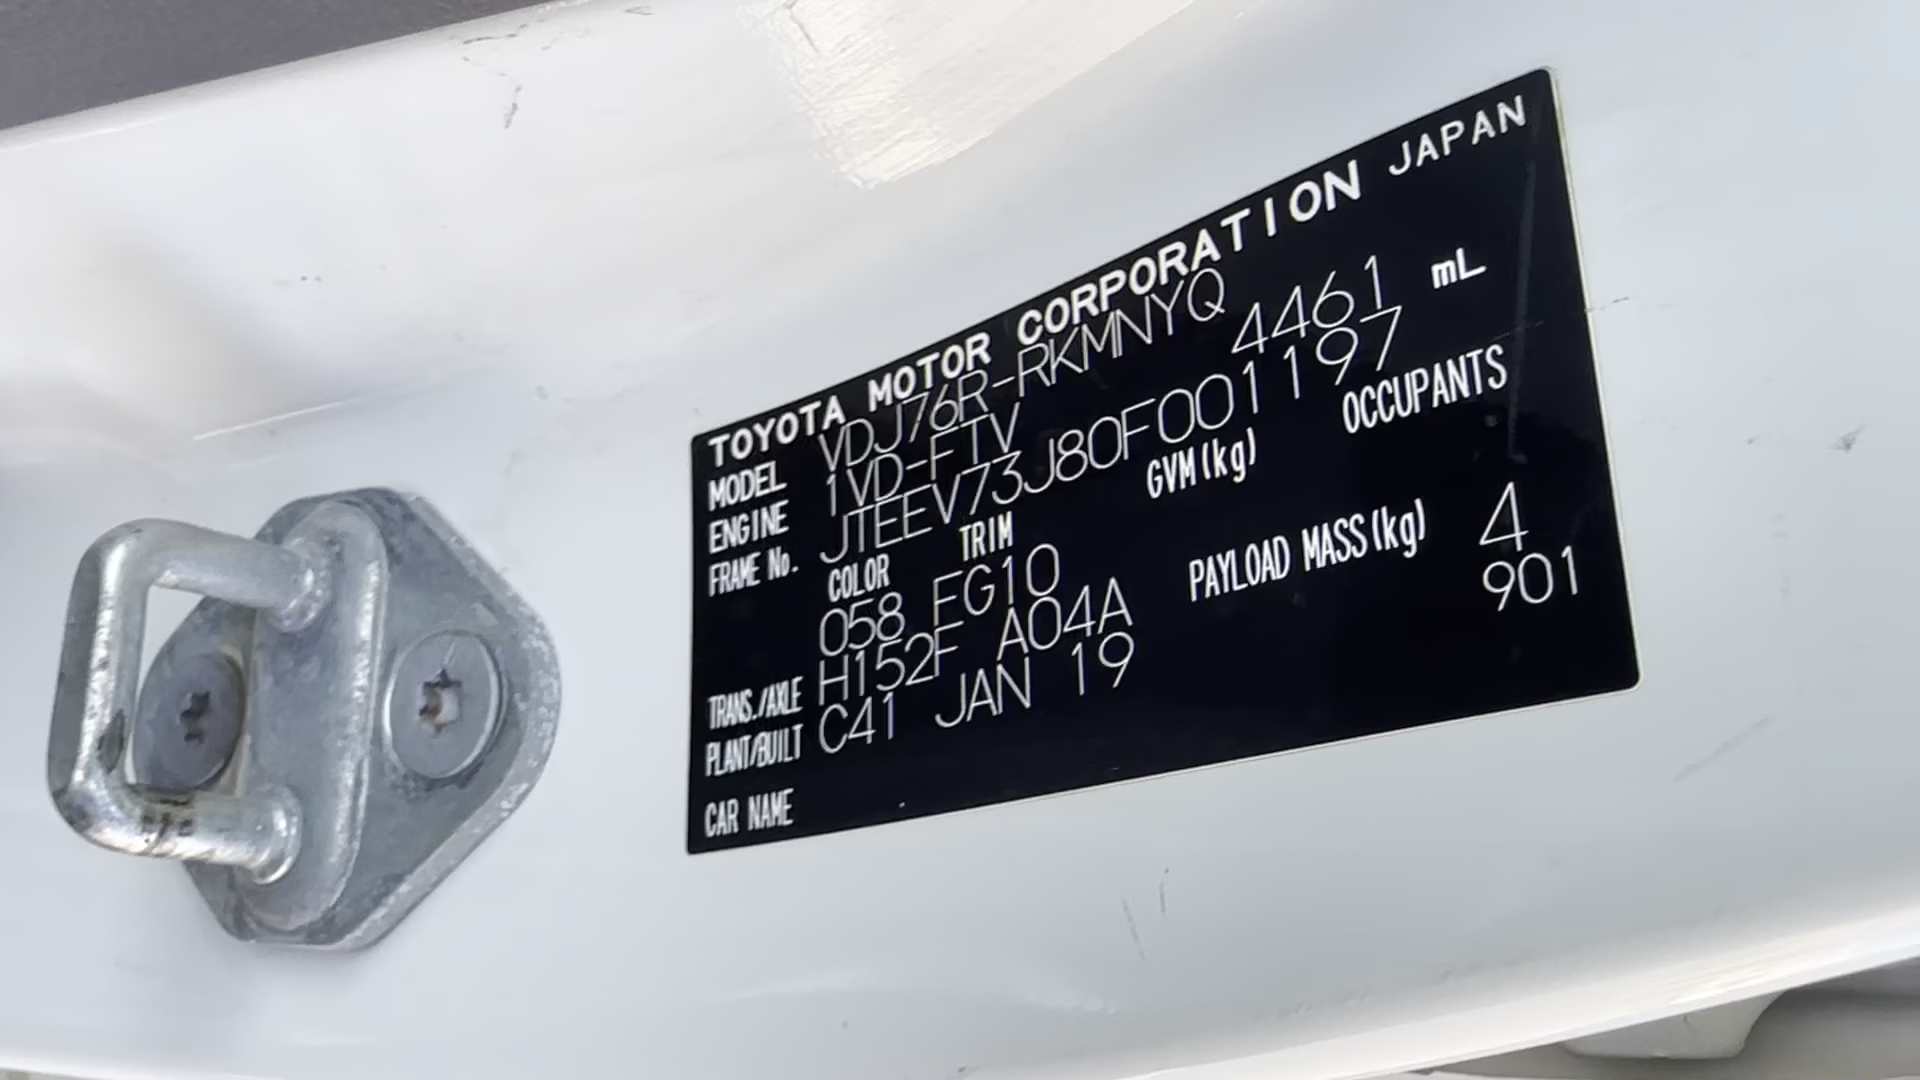 TOYOTA MOTOR CORPORATION JAPAN
MODEL VDJ76R-RKMNYQ
ENGINE 1VD-FTV 4461 mL
FRAME No. JTEEV73J80F001197
COLOR TRIM GVM(kg) OCCUPANTS
058 FG10 4
TRANS./AXLE H152F A04A PAYLOAD MASS(kg) 901
PLANT/BUILT C41 JAN 19
CAR NAME